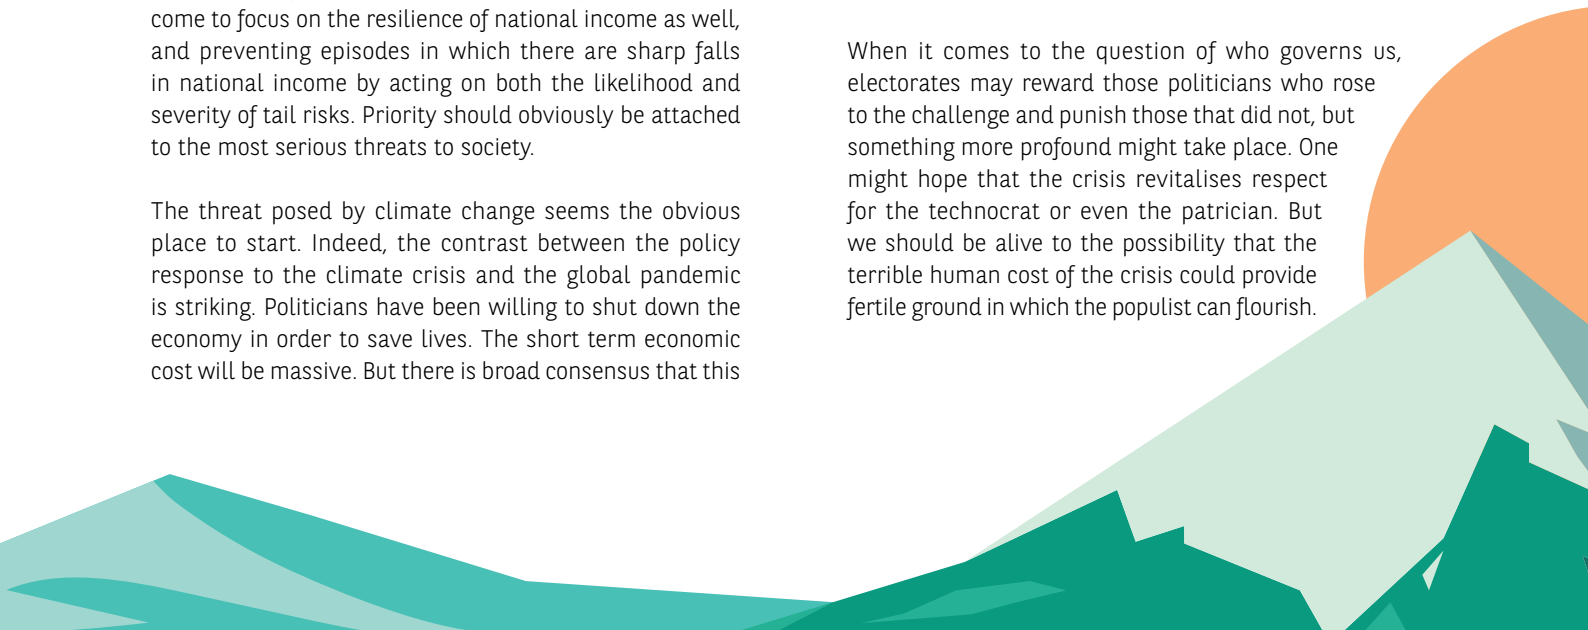 come to focus on the resilience of national income as well,
and preventing episodes in which there are sharp falls
in national income by acting on both the likelihood and
severity of tail risks. Priority should obviously be attached
to the most serious threats to society.
The threat posed by climate change seems the obvious
place to start. Indeed, the contrast between the policy
response to the climate crisis and the global pandemic
is striking. Politicians have been willing to shut down the
economy in order to save lives. The short term economic
cost will be massive. But there is broad consensus that this
When it comes to the question of who governs us,
electorates may reward those politicians who rose
to the challenge and punish those that did not, but
something more profound might take place. One
might hope that the crisis revitalises respect
for the technocrat or even the patrician. But
we should be alive to the possibility that the
terrible human cost of the crisis could provide
fertile ground in which the populist can flourish.